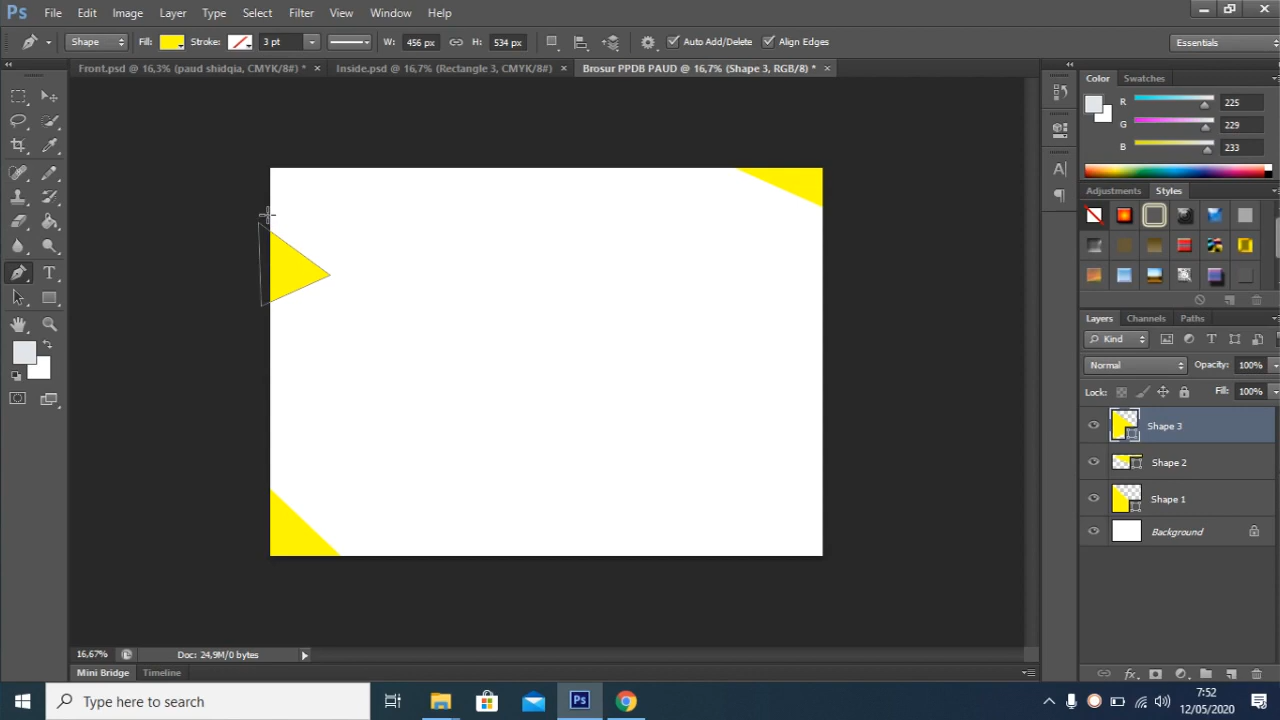 Ps File Edit Image Layer Type Select Filter View Window Help
Shape Fill: Stroke: 3 pt W: 456 px H: 534 px Auto Add/Delete Align Edges Essentials
Front.psd @ 16,3% (paud shidqia, CMYK/8#) * × Inside.psd @ 16,7% (Rectangle 3, CMYK/8#) × Brosur PPDB PAUD @ 16,7% (Shape 3, RGB/8) * ×
Color Swatches
R 225
G 229
B 233
Adjustments Styles
Layers Channels Paths
Kind
Normal Opacity: 100%
Lock: Fill: 100%
Shape 3
Shape 2
Shape 1
Background
16,67% Doc: 24,9M/0 bytes
Mini Bridge Timeline
Type here to search
Ps
7:52
12/05/2020